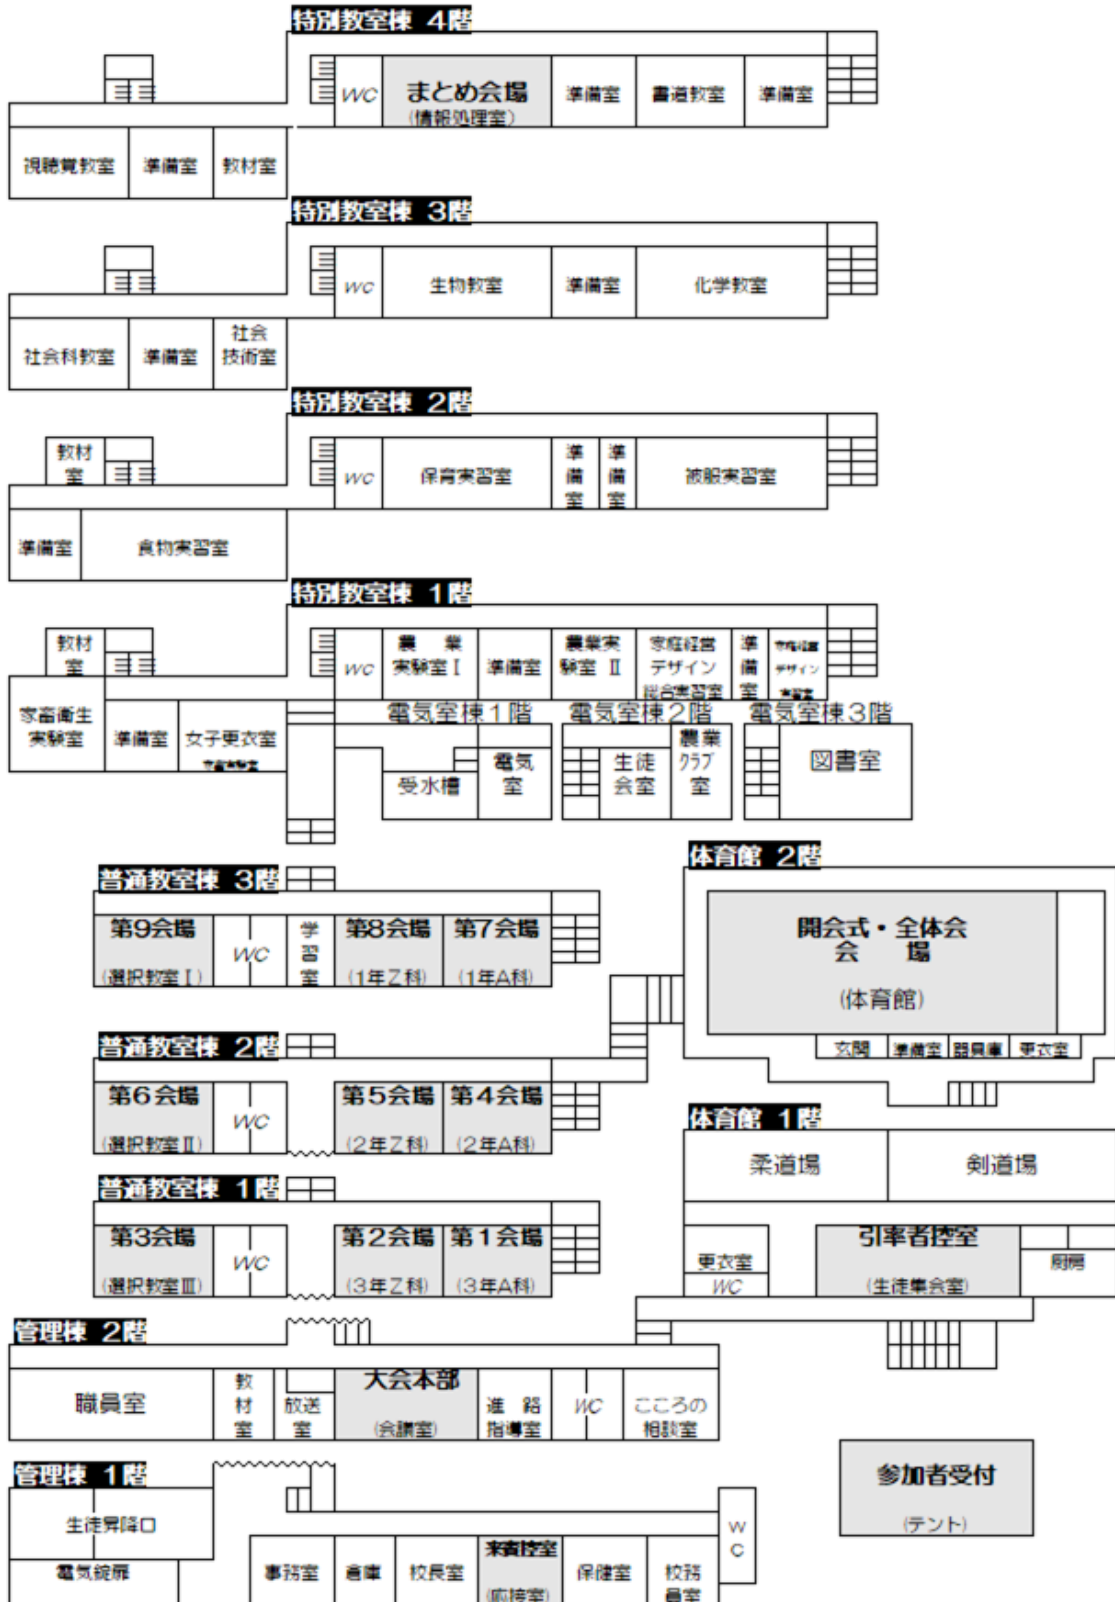 特別教室棟 4階
WC
まとめ会場
(情報処理室)
準備室
書道教室
準備室
視聴覚教室
準備室
教材室
特別教室棟 3階
WC
生物教室
準備室
化学教室
社会科教室
準備室
社会
技術室
特別教室棟 2階
教材
室
WC
保育実習室
準
備
室
準
備
室
被服実習室
準備室
食物実習室
特別教室棟 1階
教材
室
WC
農 業
実験室Ⅰ
準備室
農業実
験室 Ⅱ
家庭経営
デザイン
総合実習室
準
備
室
家庭経営
デザイン
実習室
家畜衛生
実験室
準備室
女子更衣室
電気室棟1階
受水槽
電気
室
電気室棟2階
生徒
会室
農業
クラブ
室
電気室棟3階
図書室
普通教室棟 3階
第9会場
(選択教室Ⅰ)
WC
学
習
室
第8会場
(1年Z科)
第7会場
(1年A科)
体育館 2階
開会式・全体会
会 場
(体育館)
玄関
準備室
器具庫
更衣室
普通教室棟 2階
第6会場
(選択教室Ⅱ)
WC
第5会場
(2年Z科)
第4会場
(2年A科)
体育館 1階
柔道場
剣道場
更衣室
WC
引率者控室
(生徒集会室)
厨房
普通教室棟 1階
第3会場
(選択教室Ⅲ)
WC
第2会場
(3年Z科)
第1会場
(3年A科)
管理棟 2階
職員室
教
材
室
放送
室
大会本部
(会議室)
進 路
指導室
WC
こころの
相談室
管理棟 1階
生徒昇降口
電気錠扉
事務室
倉庫
校長室
来賓控室
(応接室)
保健室
校務
員室
W
C
参加者受付
(テント)